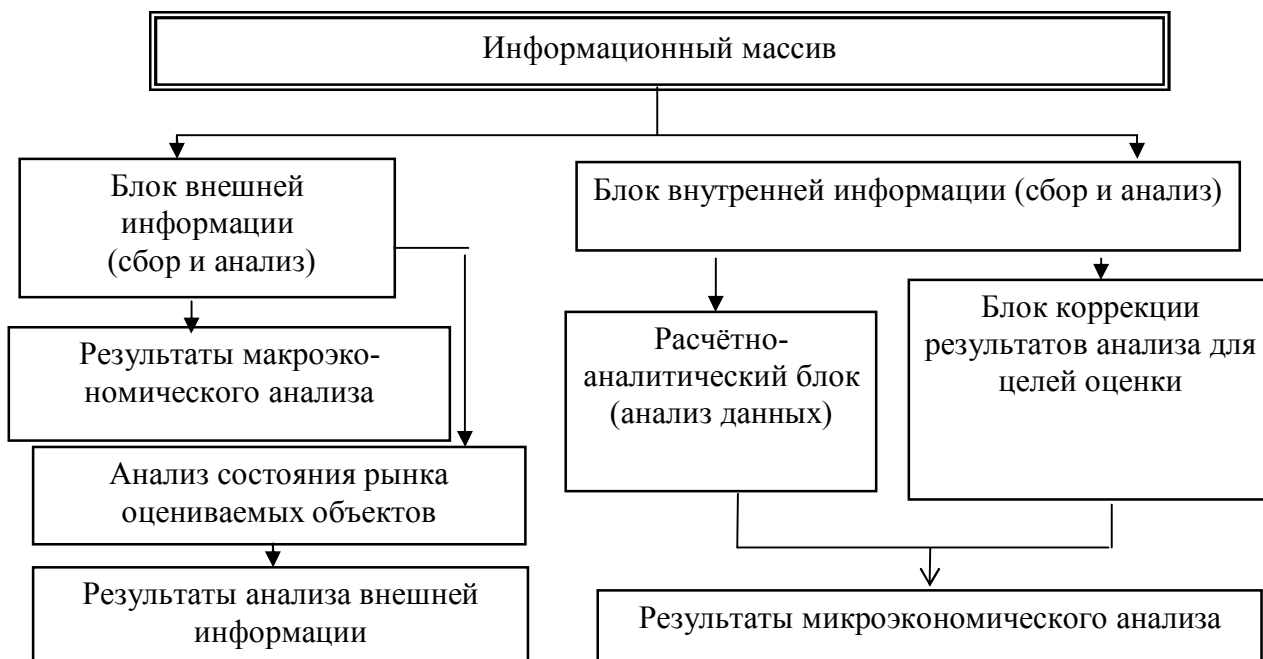 Информационный массив
Блок внешней
информации
(сбор и анализ)
Блок внутренней информации (сбор и анализ)
Результаты макроэко-
номического анализа
Расчётно-
аналитический блок
(анализ данных)
Блок коррекции
результатов анализа для
целей оценки
Анализ состояния рынка
оцениваемых объектов
Результаты анализа внешней
информации
Результаты микроэкономического анализа